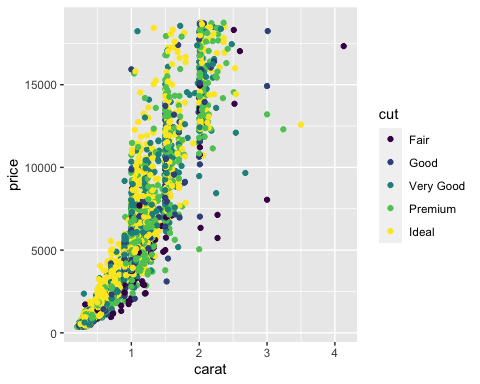 price
15000
10000
5000
0
1 2 3 4
carat
cut
Fair
Good
Very Good
Premium
Ideal